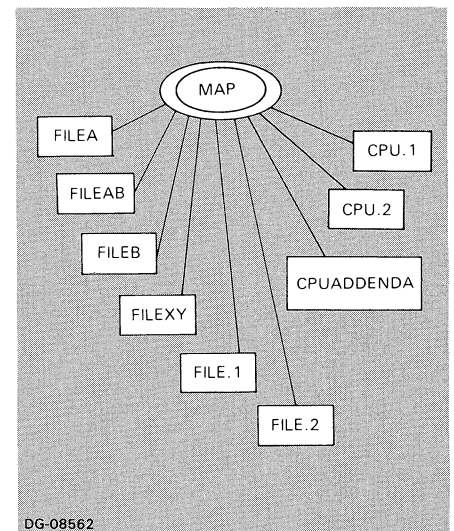 MAP
FILEA
CPU.1
FILEAB
CPU.2
FILEB
CPUADDENDA
FILEXY
FILE.1
FILE.2
DG-08562